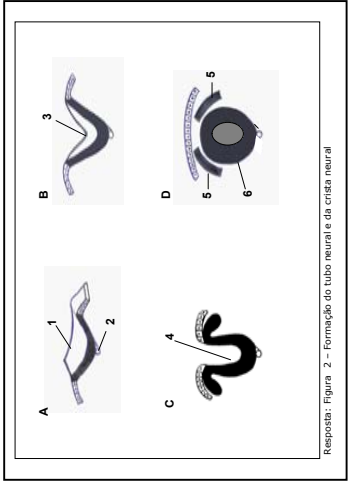 A
1
2
B
3
C
4
D
5
5
6
Resposta: Figura 2 – Formação do tubo neural e da crista neural